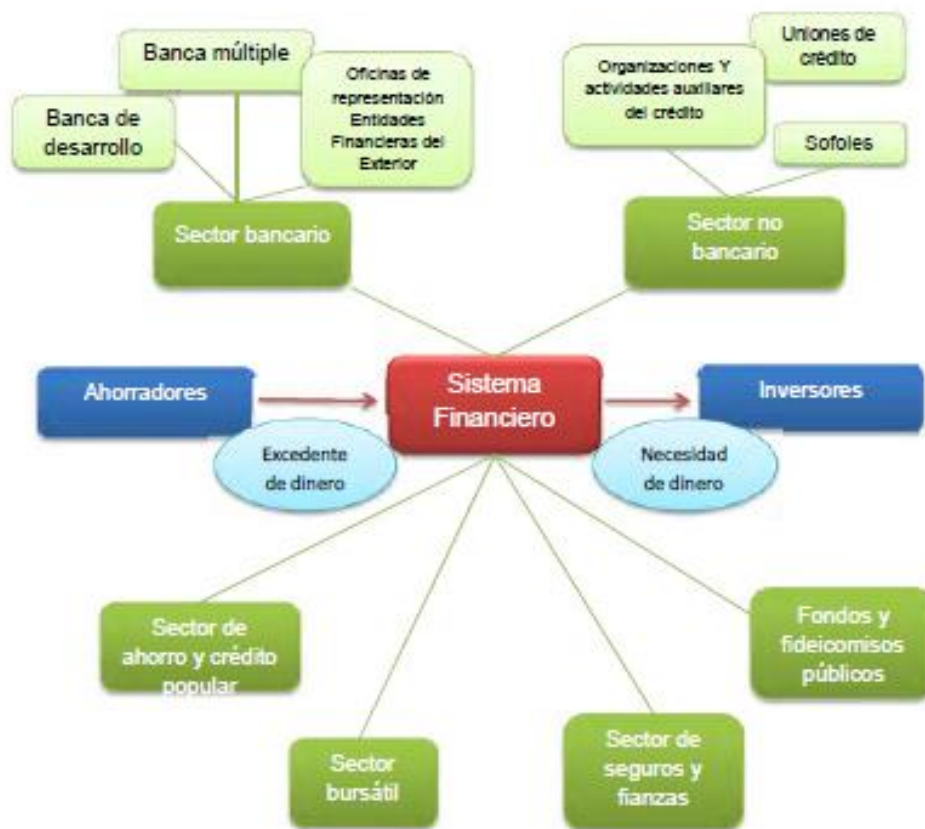 Banca múltiple
Banca de
desarrollo
Oficinas de
representación
Entidades
Financieras del
Exterior
Sector bancario
Uniones de
crédito
Organizaciones Y
actividades auxiliares
del crédito
Sofoles
Sector no
bancario
Ahorradores
Excedente
de dinero
Sistema
Financiero
Necesidad
de dinero
Inversores
Sector de
ahorro y crédito
popular
Sector
bursátil
Sector de
seguros y
fianzas
Fondos y
fideicomisos
públicos